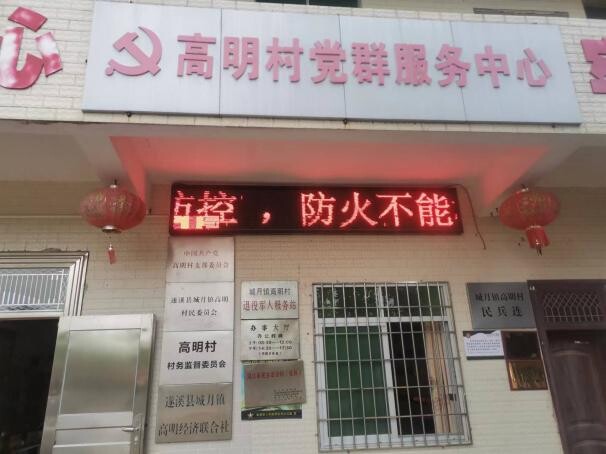 心
高明村党群服务中心
防控，防火不能
中国共产党
高明村支部委员会
遂溪县城月镇高明
村民委员会
高明村
村务监督委员会
遂溪县城月镇
高明经济联合社
城月镇高明村
退役军人服务站
办事大厅
城月镇高明村
民兵连